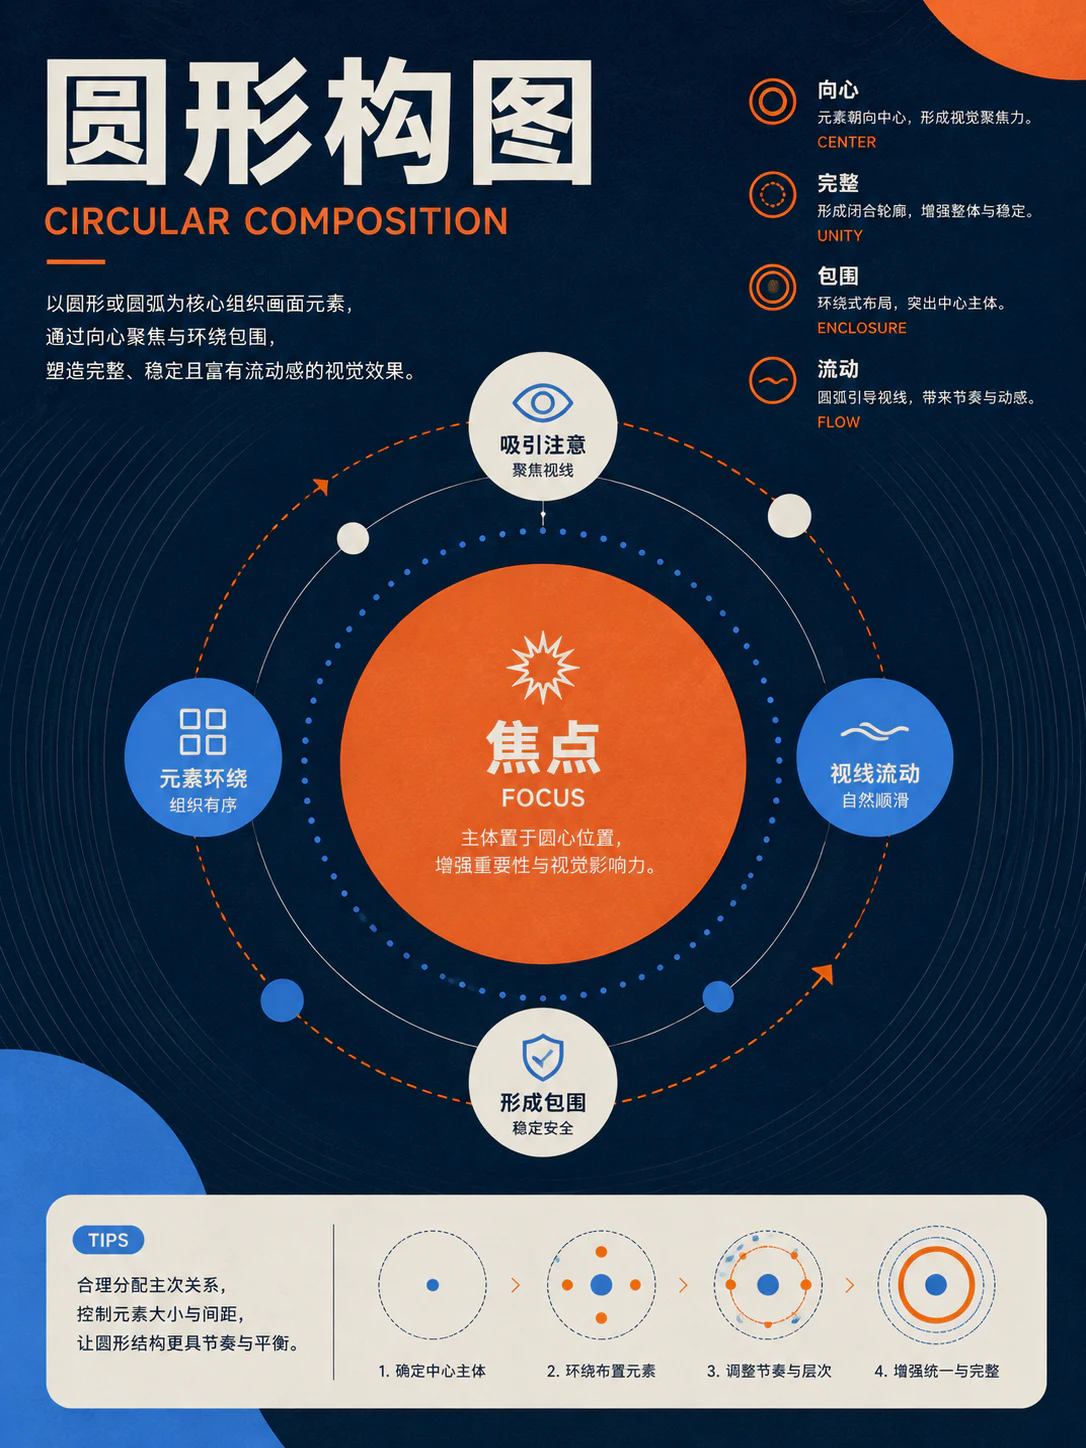 圆形构图
CIRCULAR COMPOSITION
以圆形或圆弧为核心组织画面元素，
通过向心聚焦与环绕包围，
塑造完整、稳定且富有流动感的视觉效果。
向心
元素朝向中心，形成视觉聚焦力。
CENTER
完整
形成闭合轮廓，增强整体与稳定。
UNITY
包围
环绕式布局，突出中心主体。
ENCLOSURE
流动
圆弧引导视线，带来节奏与动感。
FLOW
吸引注意
聚焦视线
元素环绕
组织有序
焦点
FOCUS
主体置于圆心位置，
增强重要性与视觉影响力。
视线流动
自然顺滑
形成包围
稳定安全
TIPS
合理分配主次关系，
控制元素大小与间距，
让圆形结构更具节奏与平衡。
1. 确定中心主体
2. 环绕布置元素
3. 调整节奏与层次
4. 增强统一与完整